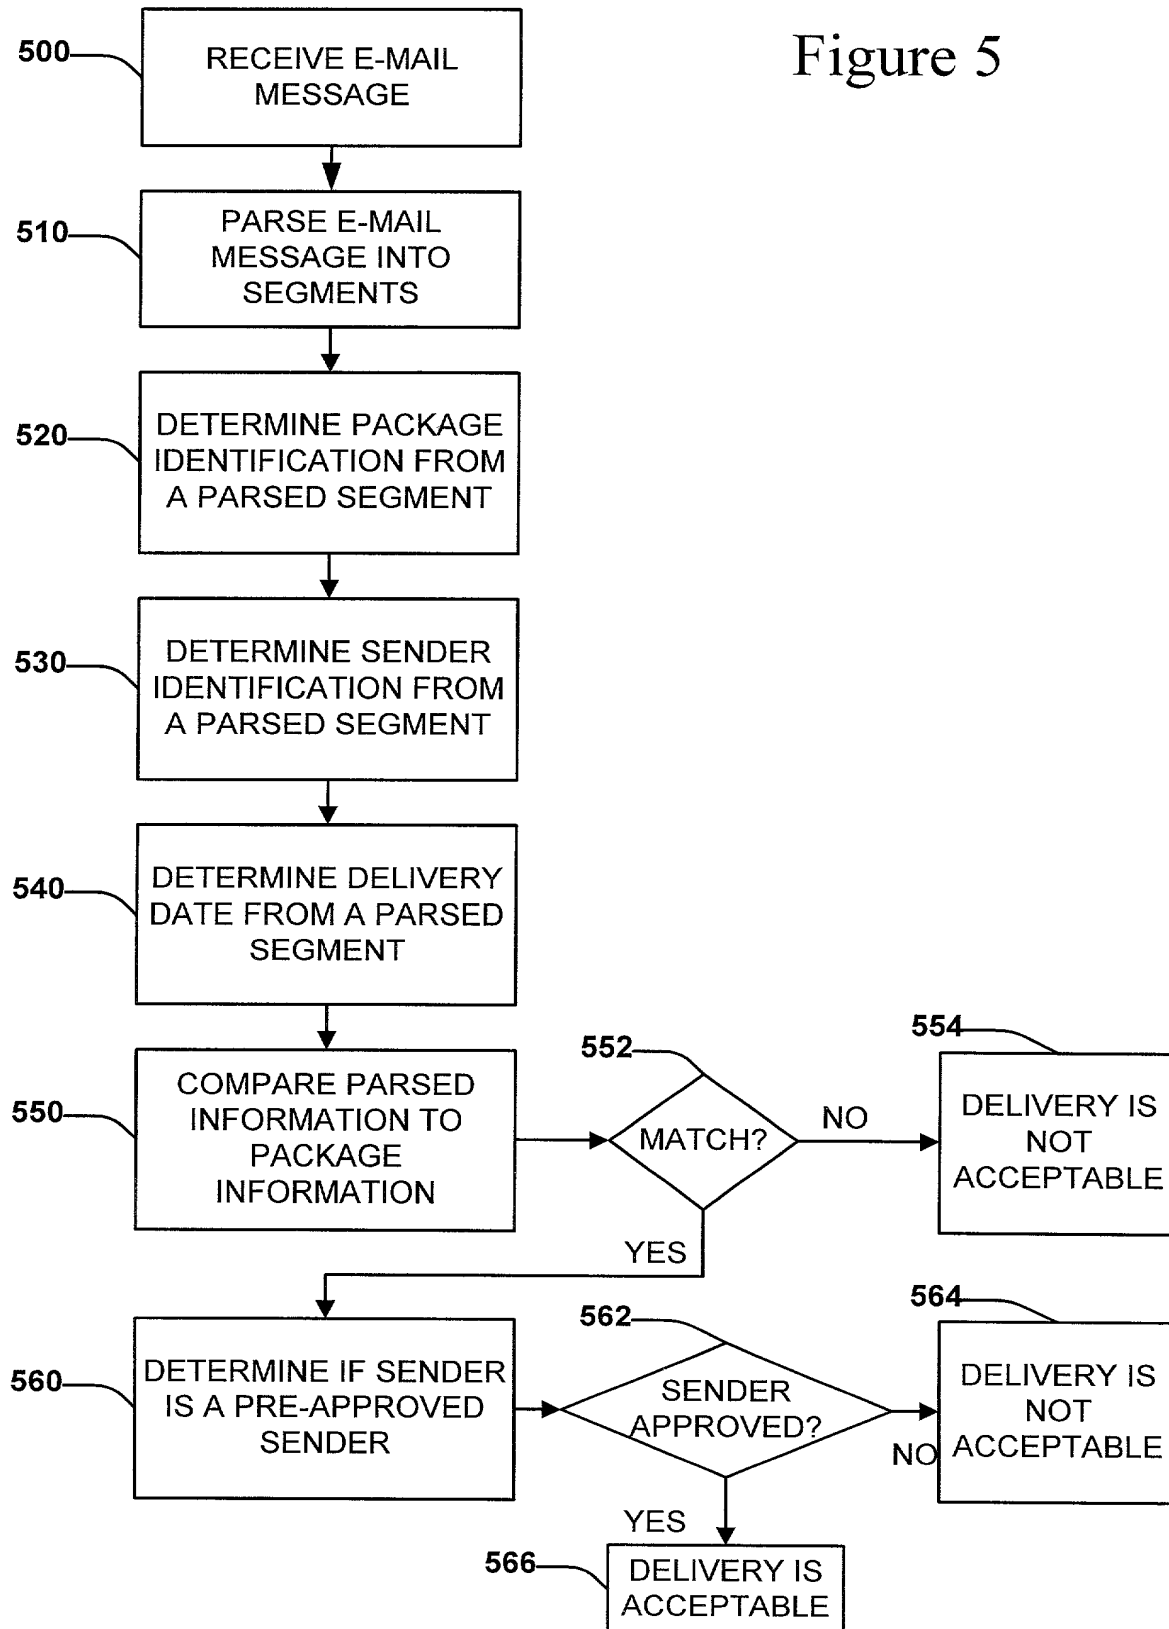 Figure 5
500
RECEIVE E-MAIL
MESSAGE
510
PARSE E-MAIL
MESSAGE INTO
SEGMENTS
520
DETERMINE PACKAGE
IDENTIFICATION FROM
A PARSED SEGMENT
530
DETERMINE SENDER
IDENTIFICATION FROM
A PARSED SEGMENT
540
DETERMINE DELIVERY
DATE FROM A PARSED
SEGMENT
550
COMPARE PARSED
INFORMATION TO
PACKAGE
INFORMATION
552
MATCH?
NO
554
DELIVERY IS
NOT
ACCEPTABLE
YES
560
DETERMINE IF SENDER
IS A PRE-APPROVED
SENDER
562
SENDER
APPROVED?
NO
564
DELIVERY IS
NOT
ACCEPTABLE
YES
566
DELIVERY IS
ACCEPTABLE